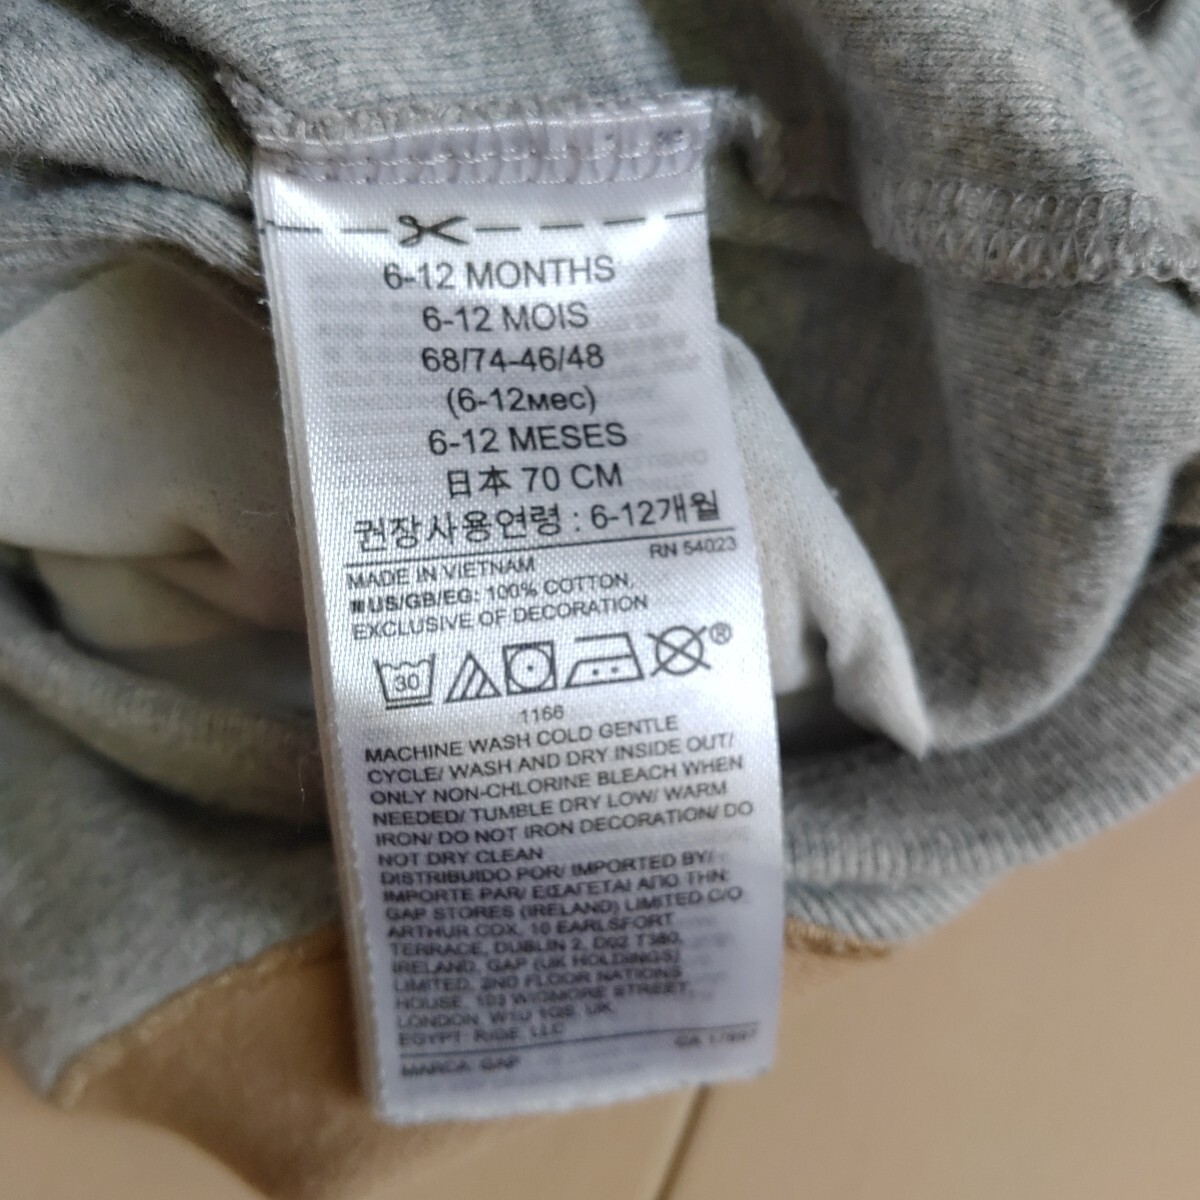 6-12 MONTHS
6-12 MOIS
68/74-46/48
(6-12мес)
6-12 MESES
日本 70 CM
권장사용연령 : 6-12개월
RN 54023
MADE IN VIETNAM
US/GB/EG: 100% COTTON,
EXCLUSIVE OF DECORATION
30
®
1166
MACHINE WASH COLD GENTLE
CYCLE/ WASH AND DRY INSIDE OUT/
ONLY NON-CHLORINE BLEACH WHEN
NEEDED/ TUMBLE DRY LOW/ WARM
IRON/ DO NOT IRON DECORATION/ DO
NOT DRY CLEAN
DISTRIBUIDO POR/ IMPORTED BY/
IMPORTE PAR/ ΕΙΣΑΓΕΤΑΙ ΑΠΟ ΤΗΝ:
GAP STORES (IRELAND) LIMITED C/O
ARTHUR COX, 10 EARLSFORT
TERRACE, DUBLIN 2, D02 T380,
IRELAND, GAP (UK HOLDINGS)
LIMITED, 2ND FLOOR NATIONS
HOUSE, 103 WIGMORE STREET,
LONDON, W1U 1QS, UK,
EGYPT: RIGE, LLC
CA
MARCA: GAP